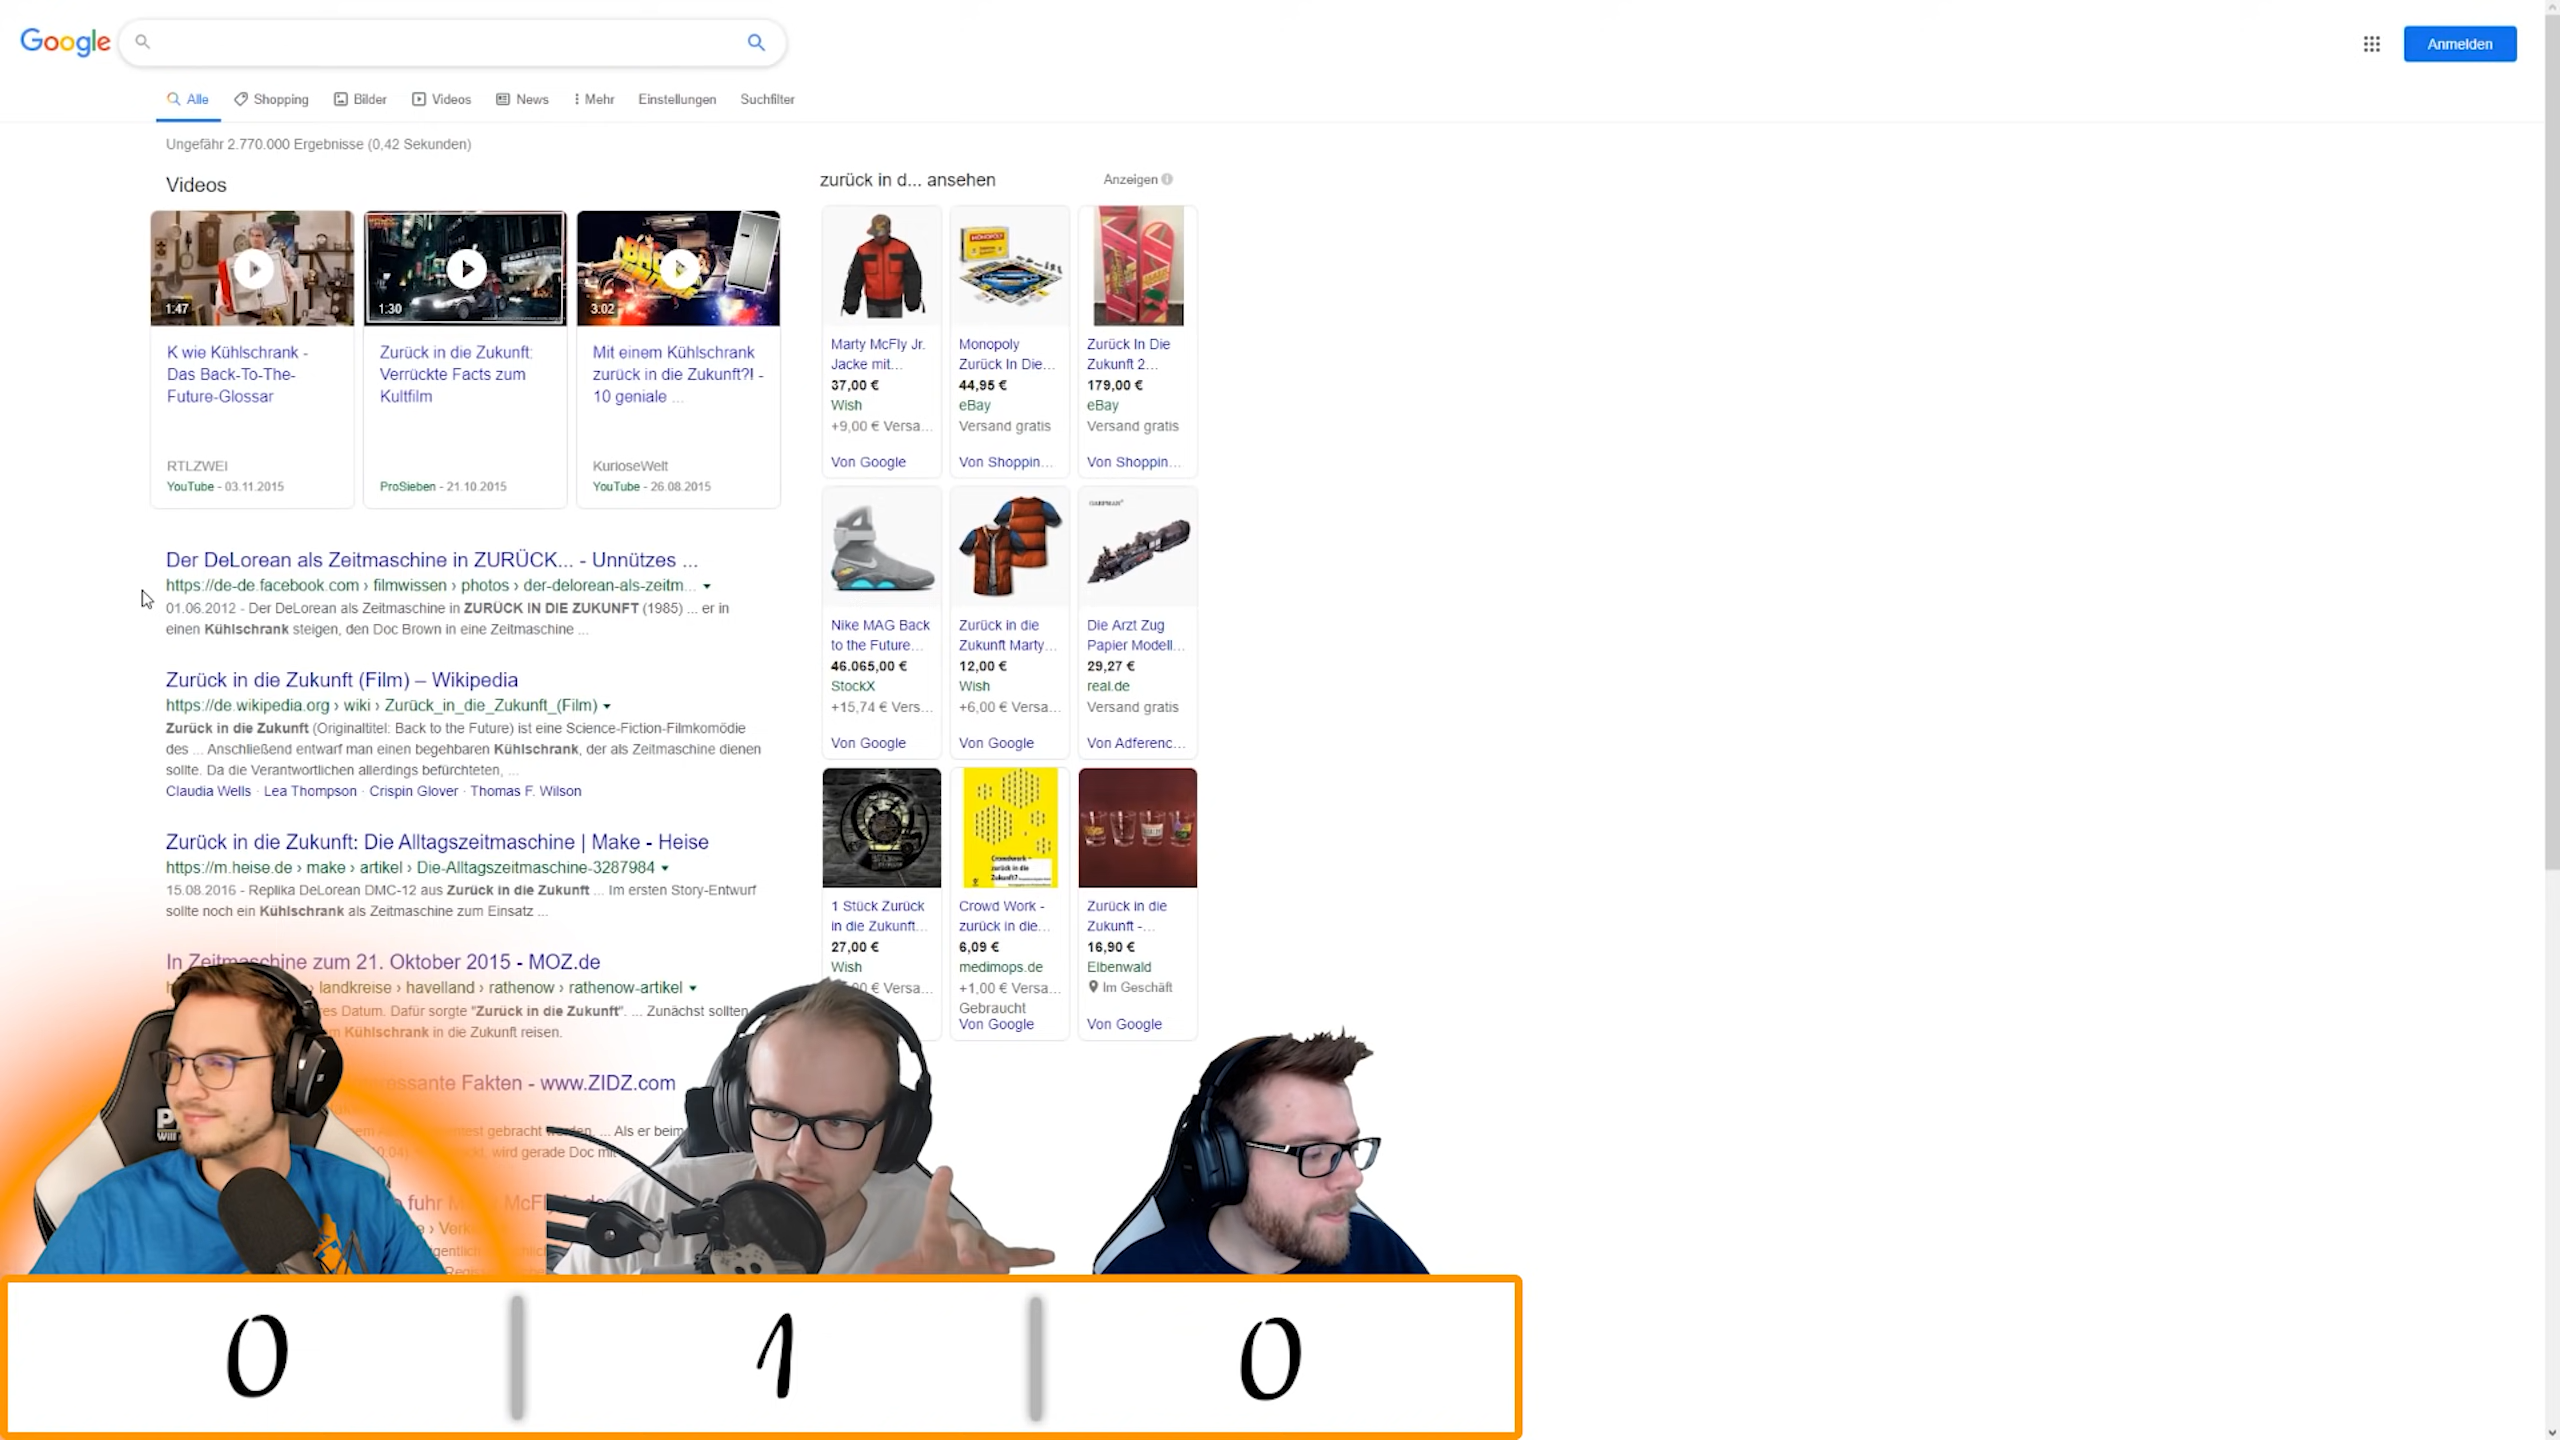 Google
Anmelden
Alle
Shopping
Bilder
Videos
News
Mehr
Einstellungen
Suchfilter
Ungefähr 2.770.000 Ergebnisse (0,42 Sekunden)
Videos
1:47
1:30
3:02
K wie Kühlschrank -
Das Back-To-The-
Future-Glossar
RTLZWEI
YouTube - 03.11.2015
Zurück in die Zukunft:
Verrückte Facts zum
Kultfilm
ProSieben - 21.10.2015
Mit einem Kühlschrank
zurück in die Zukunft?! -
10 geniale ...
KurioseWelt
YouTube - 26.08.2015
Der DeLorean als Zeitmaschine in ZURÜCK... - Unnützes ...
https://de-de.facebook.com › filmwissen › photos › der-delorean-als-zeitm...
01.06.2012 - Der DeLorean als Zeitmaschine in ZURÜCK IN DIE ZUKUNFT (1985) ... er in
einen Kühlschrank steigen, den Doc Brown in eine Zeitmaschine ...
Zurück in die Zukunft (Film) – Wikipedia
https://de.wikipedia.org › wiki › Zurück_in_die_Zukunft_(Film)
Zurück in die Zukunft (Originaltitel: Back to the Future) ist eine Science-Fiction-Filmkomödie
des ... Anschließend entwarf man einen begehbaren Kühlschrank, der als Zeitmaschine dienen
sollte. Da die Verantwortlichen allerdings befürchteten, ...
Claudia Wells · Lea Thompson · Crispin Glover · Thomas F. Wilson
Zurück in die Zukunft: Die Alltagszeitmaschine | Make - Heise
https://m.heise.de › make › artikel › Die-Alltagszeitmaschine-3287984
15.08.2016 - Replika DeLorean DMC-12 aus Zurück in die Zukunft ... Im ersten Story-Entwurf
sollte noch ein Kühlschrank als Zeitmaschine zum Einsatz ...
In Zeitmaschine zum 21. Oktober 2015 - MOZ.de
› landkreise › havelland › rathenow › rathenow-artikel
es Datum. Dafür sorgte "Zurück in die Zukunft". ... Zunächst sollten
Kühlschrank in die Zukunft reisen.
Fakten - www.ZIDZ.com
gebracht werden. ... Als er beim
wird gerade Doc mit
fuhr
zurück in d... ansehen
Anzeigen
Marty McFly Jr.
Jacke mit...
37,00 €
Wish
+9,00 € Versa...
Von Google
Monopoly
Zurück In Die...
44,95 €
eBay
Versand gratis
Von Shoppin...
Zurück In Die
Zukunft 2...
179,00 €
eBay
Versand gratis
Von Shoppin...
Nike MAG Back
to the Future...
46.065,00 €
StockX
+15,74 € Vers...
Von Google
Zurück in die
Zukunft Marty...
12,00 €
Wish
+6,00 € Versa...
Von Google
Die Arzt Zug
Papier Modell...
29,27 €
real.de
Versand gratis
Von Adferenc...
1 Stück Zurück
in die Zukunft...
27,00 €
Wish
Versa...
Crowd Work -
zurück in die...
6,09 €
medimops.de
+1,00 € Versa...
Gebraucht
Von Google
Zurück in die
Zukunft -...
16,90 €
Elbenwald
Im Geschäft
Von Google
0
1
0